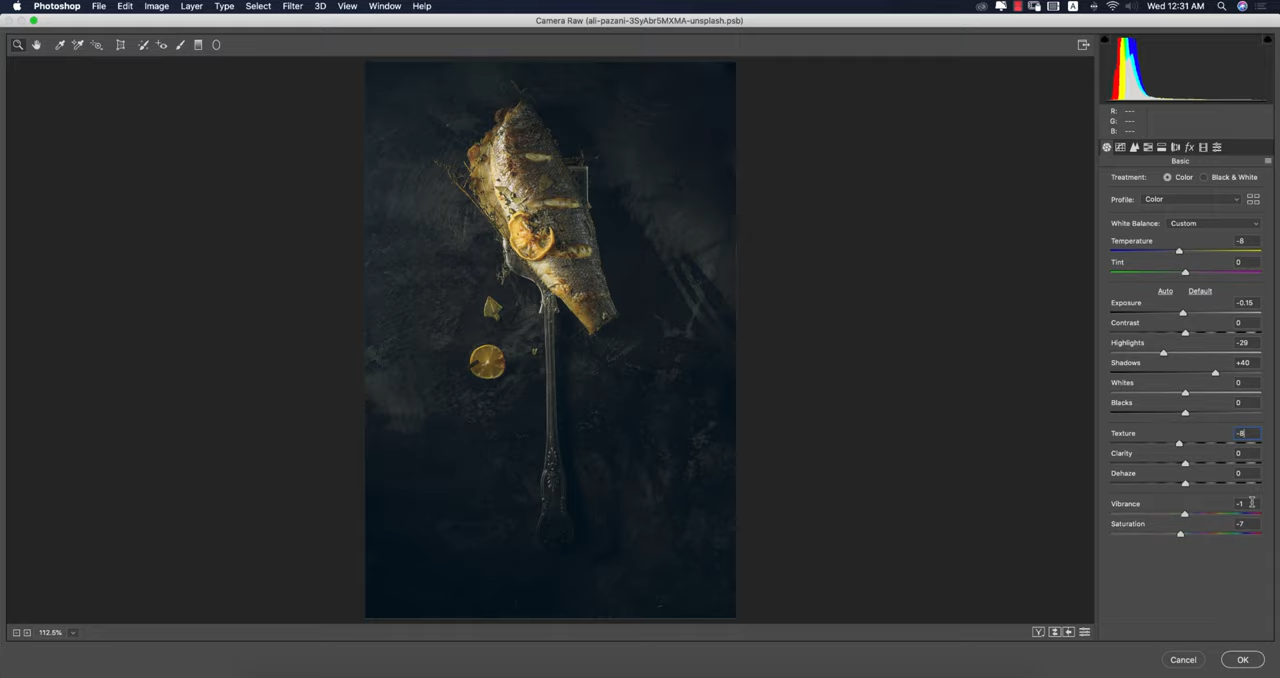 Photoshop File Edit Image Layer Type Select Filter 3D View Window Help A Wed 12:31 AM
Camera Raw (ali-pazani-3SyAbr5MXMA-unsplash.psb)
R: ---
G: ---
B: ---
fx
Basic
Treatment: Color Black & White
Profile: Color
White Balance: Custom
Temperature -8
Tint 0
Auto Default
Exposure -0.15
Contrast 0
Highlights -29
Shadows +40
Whites 0
Blacks 0
Texture -8
Clarity 0
Dehaze 0
Vibrance -1
Saturation -7
112.5% Y
Cancel OK